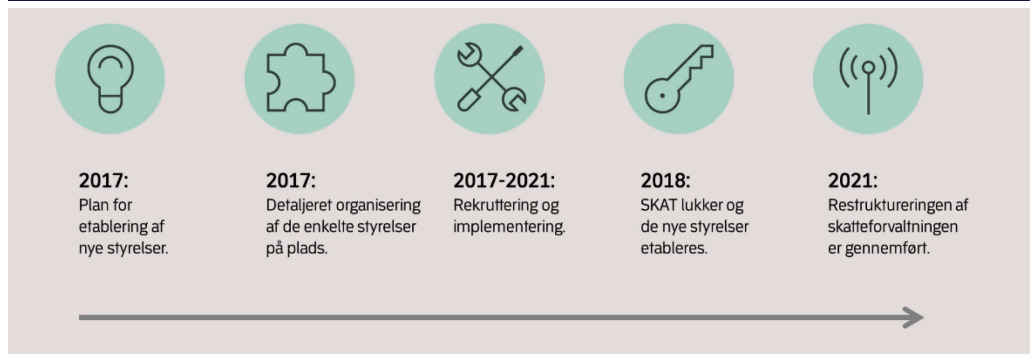 2017:
Plan for
etablering af
nye styrelser.
2017:
Detaljeret organisering
af de enkelte styrelser
på plads.
2017-2021:
Rekruttering og
implementering.
2018:
SKAT lukker og
de nye styrelser
etableres.
2021:
Restruktureringen af
skatteforvaltningen
er gennemført.